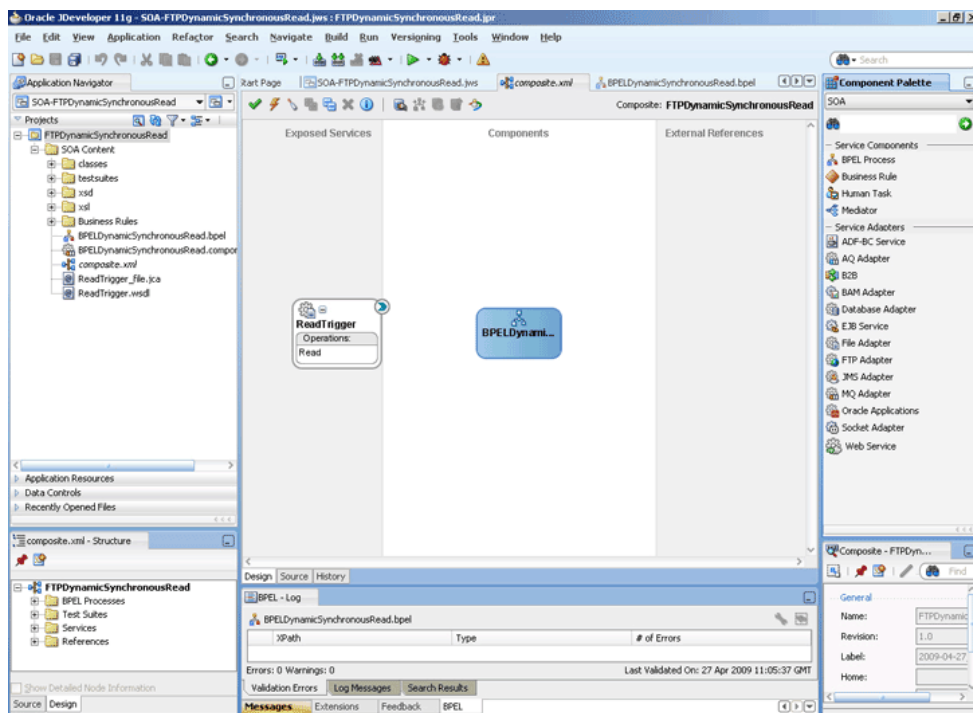 Oracle JDeveloper 11g - SOA-FTPDynamicSynchronousRead.jws : FTPDynamicSynchronousRead.jpr
File Edit View Application Refactor Search Navigate Build Run Versioning Tools Window Help
Search
Application Navigator
SOA-FTPDynamicSynchronousRead
Projects
FTPDynamicSynchronousRead
SOA Content
classes
testsuites
xsd
xsl
Business Rules
BPELDynamicSynchronousRead.bpel
BPELDynamicSynchronousRead.compor
composite.xml
ReadTrigger_file.jca
ReadTrigger.wsdl
Application Resources
Data Controls
Recently Opened Files
composite.xml - Structure
FTPDynamicSynchronousRead
BPEL Processes
Test Suites
Services
References
Show Detailed Node Information
Source Design
Start Page SOA-FTPDynamicSynchronousRead.jws composite.xml BPELDynamicSynchronousRead.bpel
Composite: FTPDynamicSynchronousRead
Exposed Services Components External References
ReadTrigger
Operations:
Read
BPELDynami...
Design Source History
BPEL - Log
BPELDynamicSynchronousRead.bpel
XPath Type # of Errors
Errors: 0 Warnings: 0 Last Validated On: 27 Apr 2009 11:05:37 GMT
Validation Errors Log Messages Search Results
Messages Extensions Feedback BPEL
Component Palette
SOA
Service Components
BPEL Process
Business Rule
Human Task
Mediator
Service Adapters
ADF-BC Service
AQ Adapter
B2B
BAM Adapter
Database Adapter
EJB Service
File Adapter
FTP Adapter
JMS Adapter
MQ Adapter
Oracle Applications
Socket Adapter
Web Service
Composite - FTPDyn...
Find
General
Name: FTPDynamic
Revision: 1.0
Label: 2009-04-27
Home: